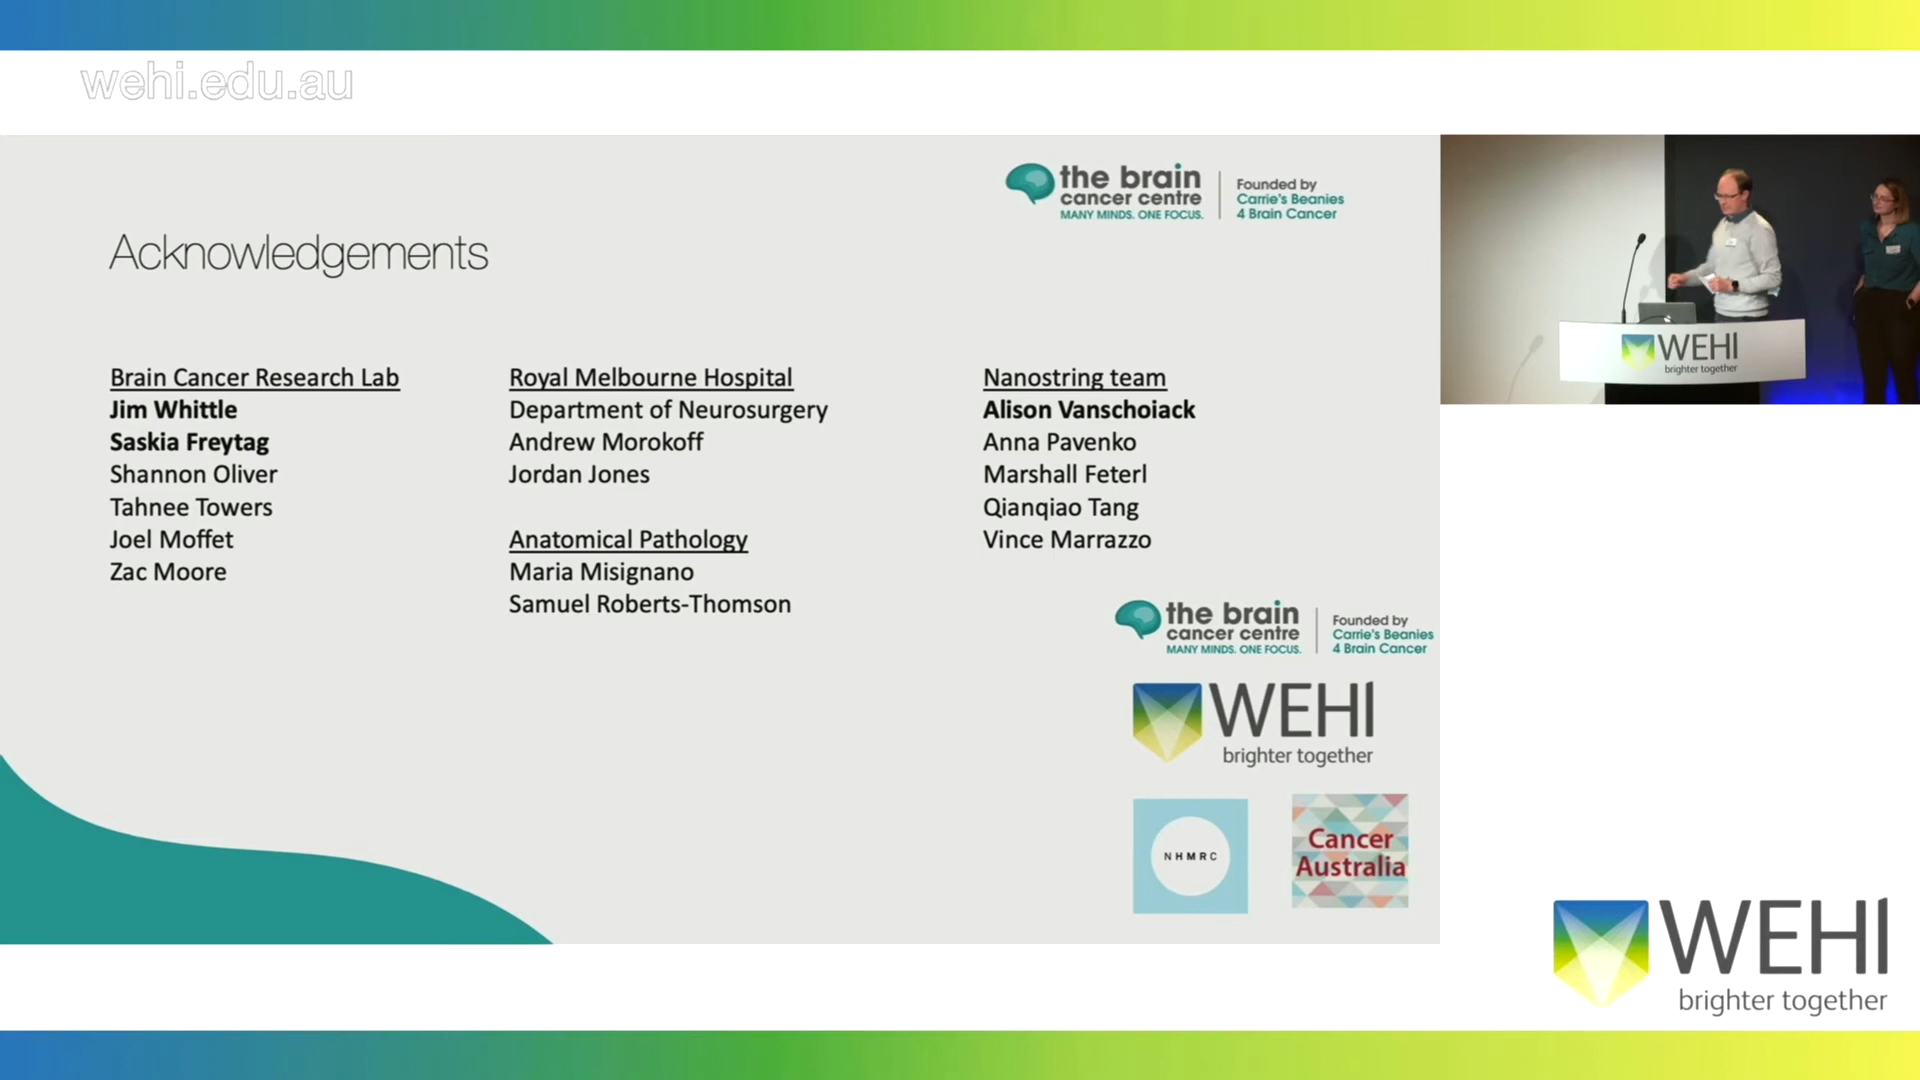 wehi.edu.au
the brain
cancer centre
MANY MINDS. ONE FOCUS.
Founded by
Carrie's Beanies
4 Brain Cancer
Acknowledgements
Brain Cancer Research Lab
Jim Whittle
Saskia Freytag
Shannon Oliver
Tahnee Towers
Joel Moffet
Zac Moore
Royal Melbourne Hospital
Department of Neurosurgery
Andrew Morokoff
Jordan Jones
Anatomical Pathology
Maria Misignano
Samuel Roberts-Thomson
Nanostring team
Alison Vanschoiack
Anna Pavenko
Marshall Feterl
Qianqiao Tang
Vince Marrazzo
the brain
cancer centre
MANY MINDS. ONE FOCUS.
Founded by
Carrie's Beanies
4 Brain Cancer
WEHI
brighter together
NHMRC
Cancer
Australia
WEHI
brighter together
WEHI
brighter together